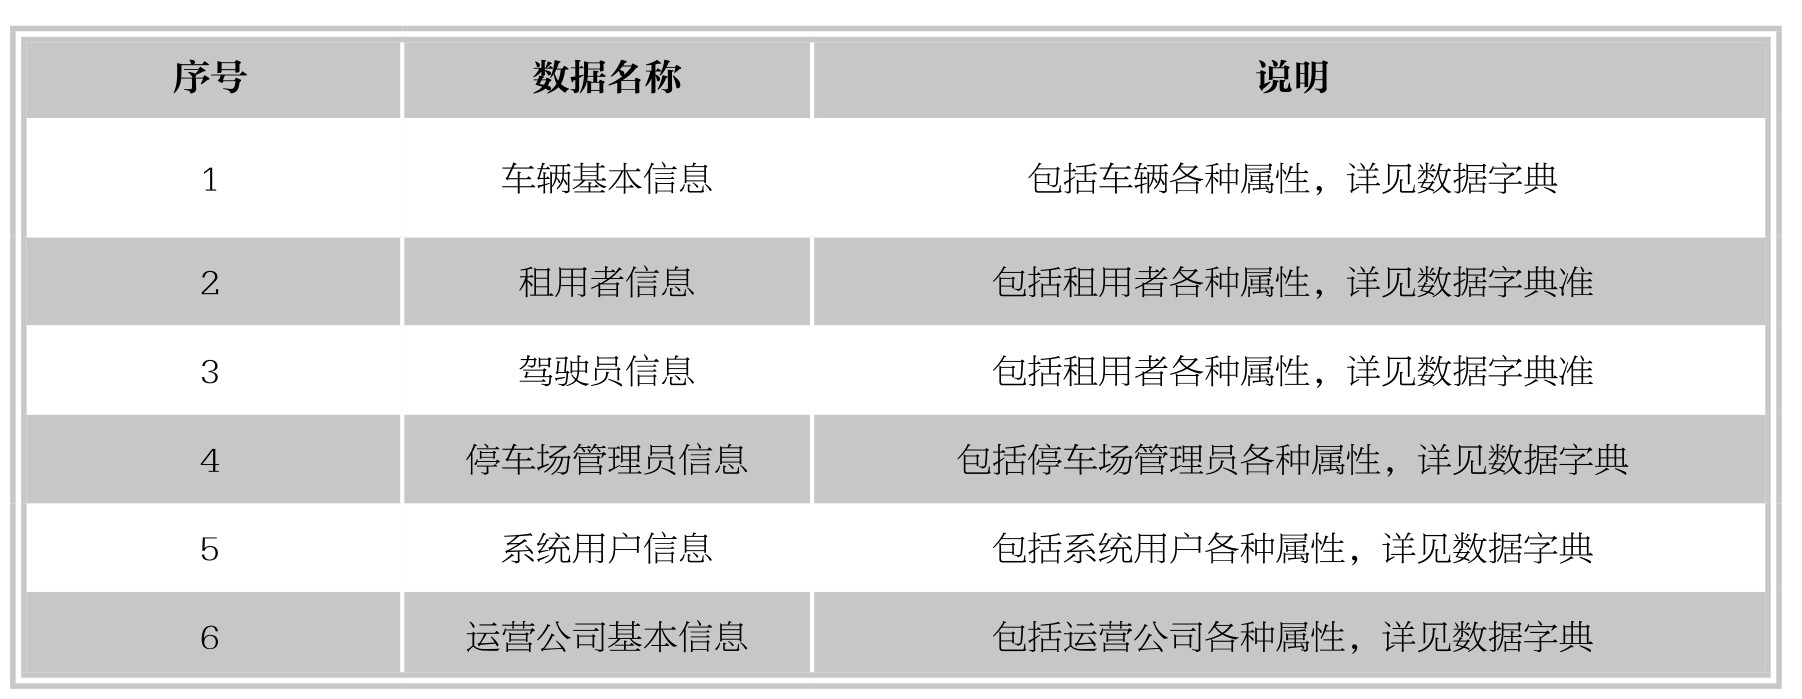 序号 数据名称 说明
1 车辆基本信息 包括车辆各种属性，详见数据字典
2 租用者信息 包括租用者各种属性，详见数据字典准
3 驾驶员信息 包括租用者各种属性，详见数据字典准
4 停车场管理员信息 包括停车场管理员各种属性，详见数据字典
5 系统用户信息 包括系统用户各种属性，详见数据字典
6 运营公司基本信息 包括运营公司各种属性，详见数据字典